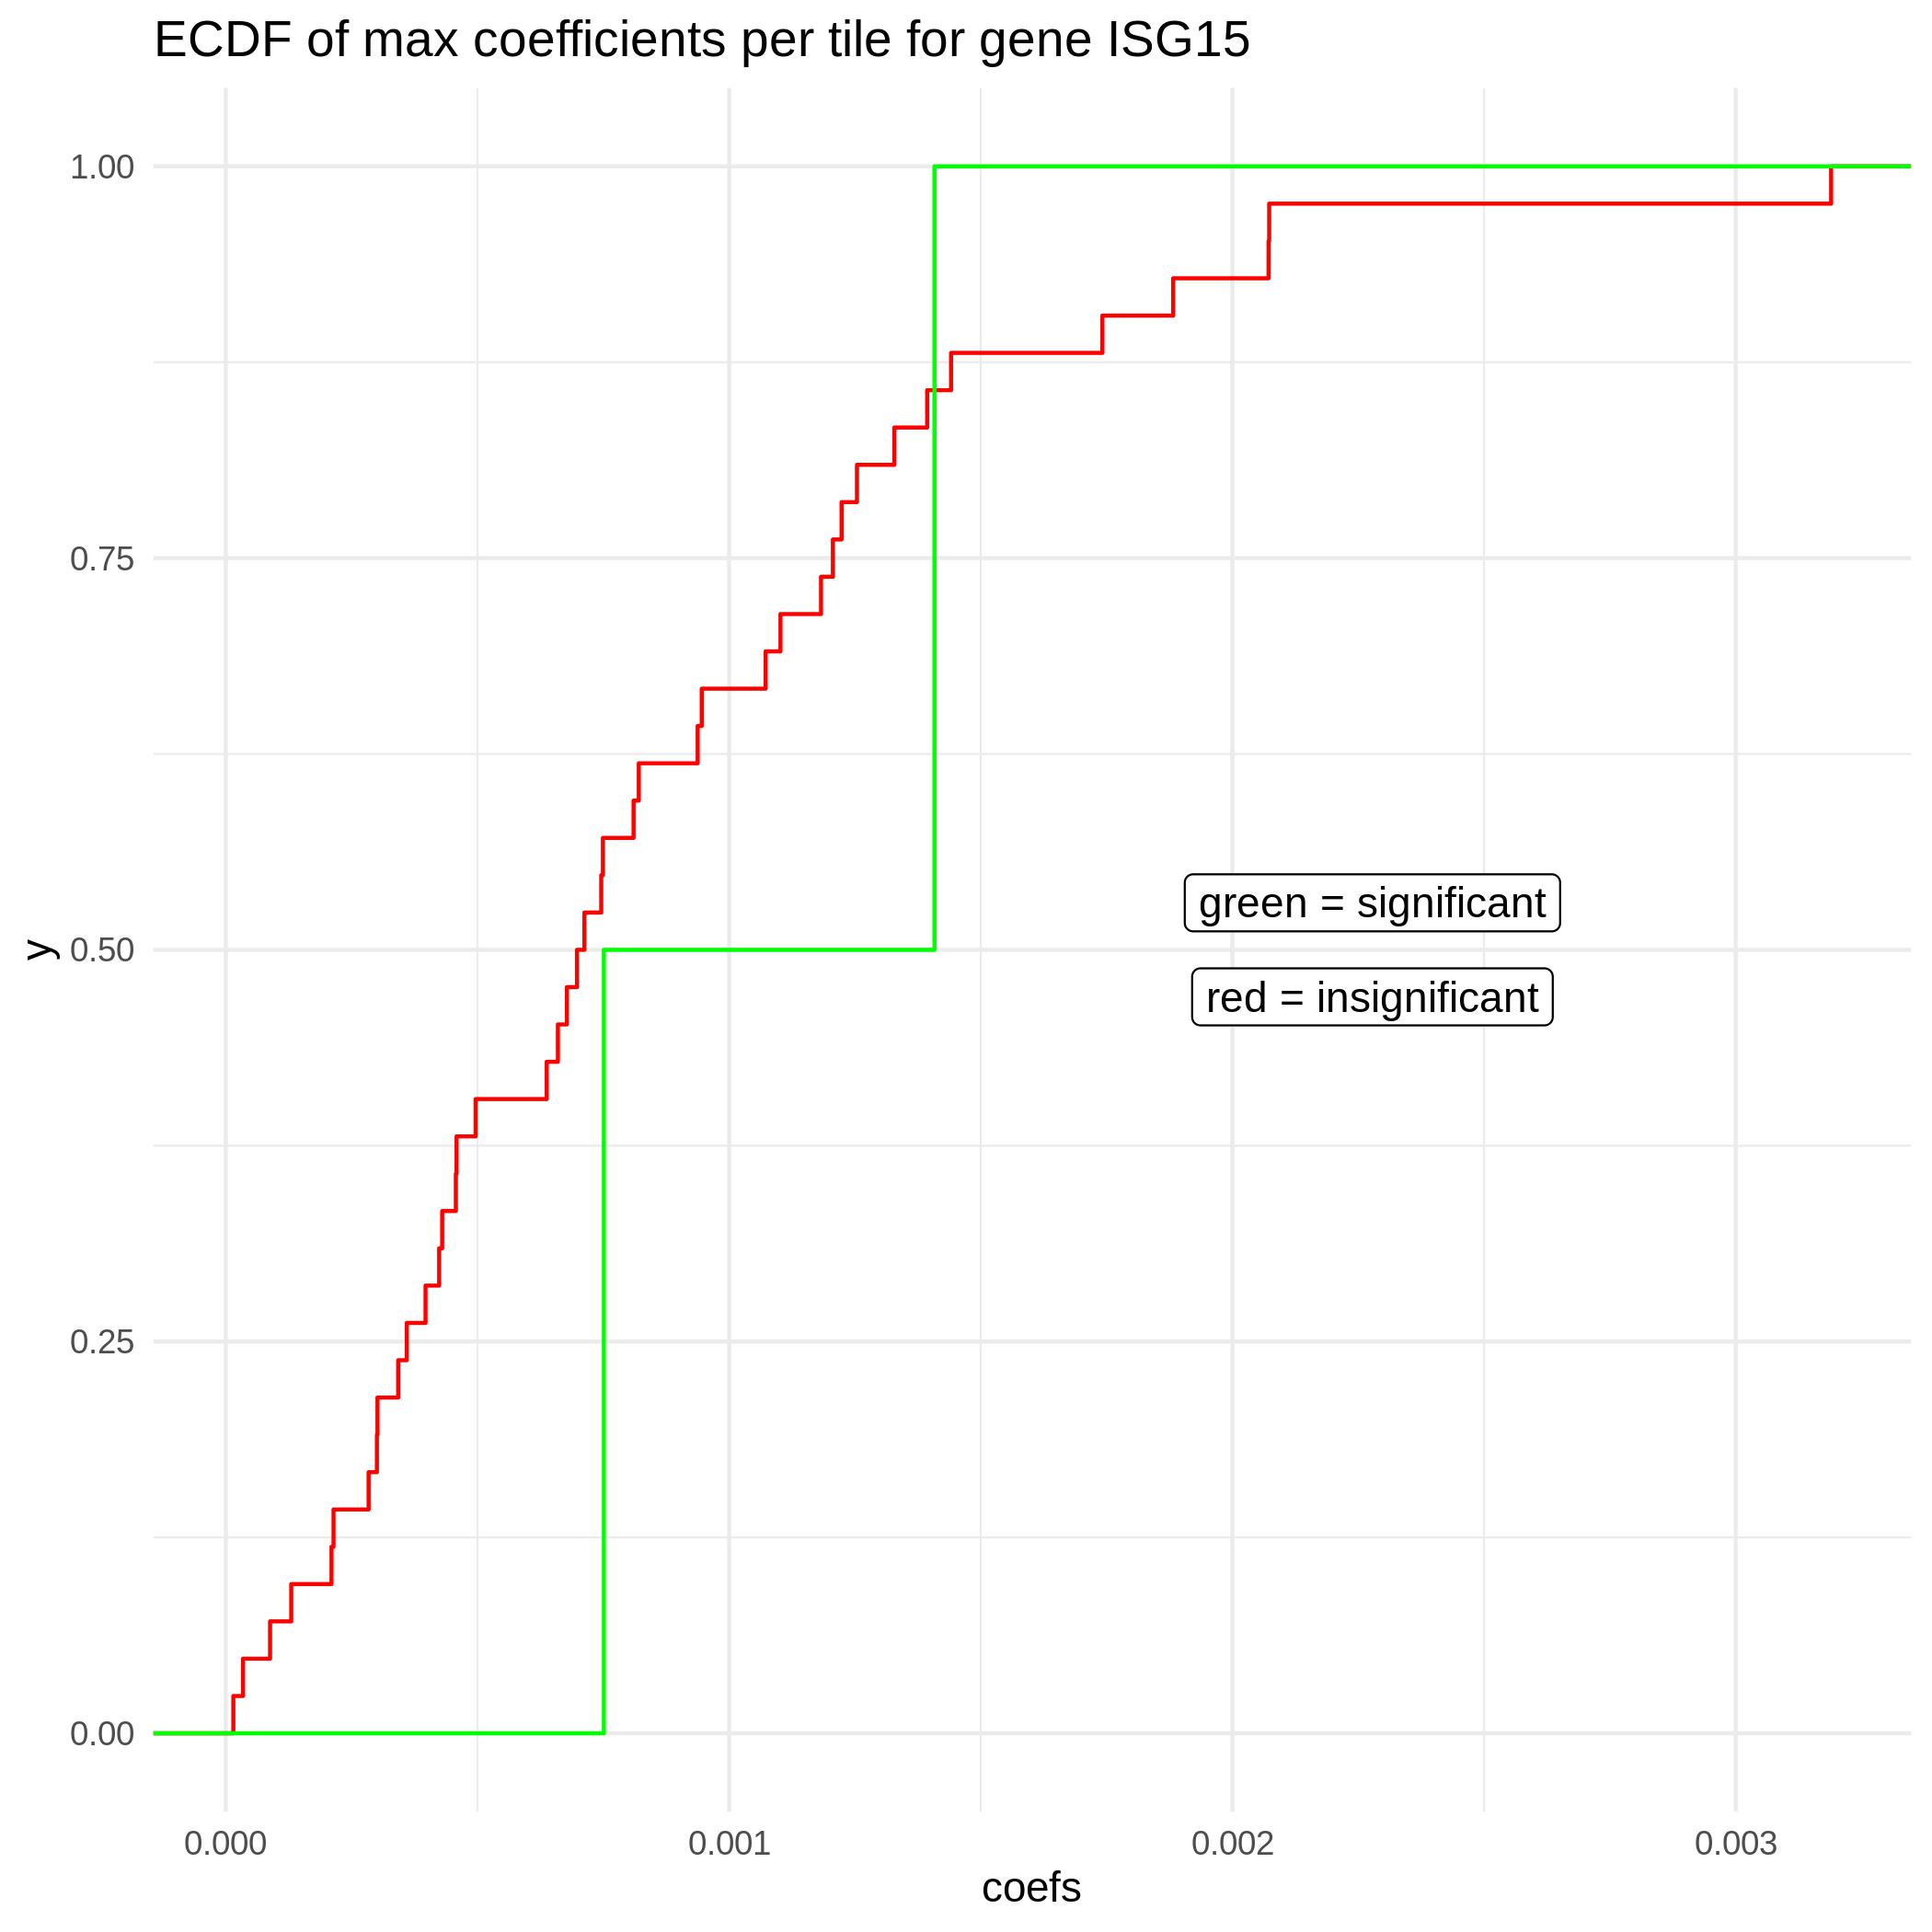 ECDF of max coefficients per tile for gene ISG15
1.00
0.75
0.50
0.25
0.00
y
green = significant
red = insignificant
0.000 0.001 0.002 0.003
coefs